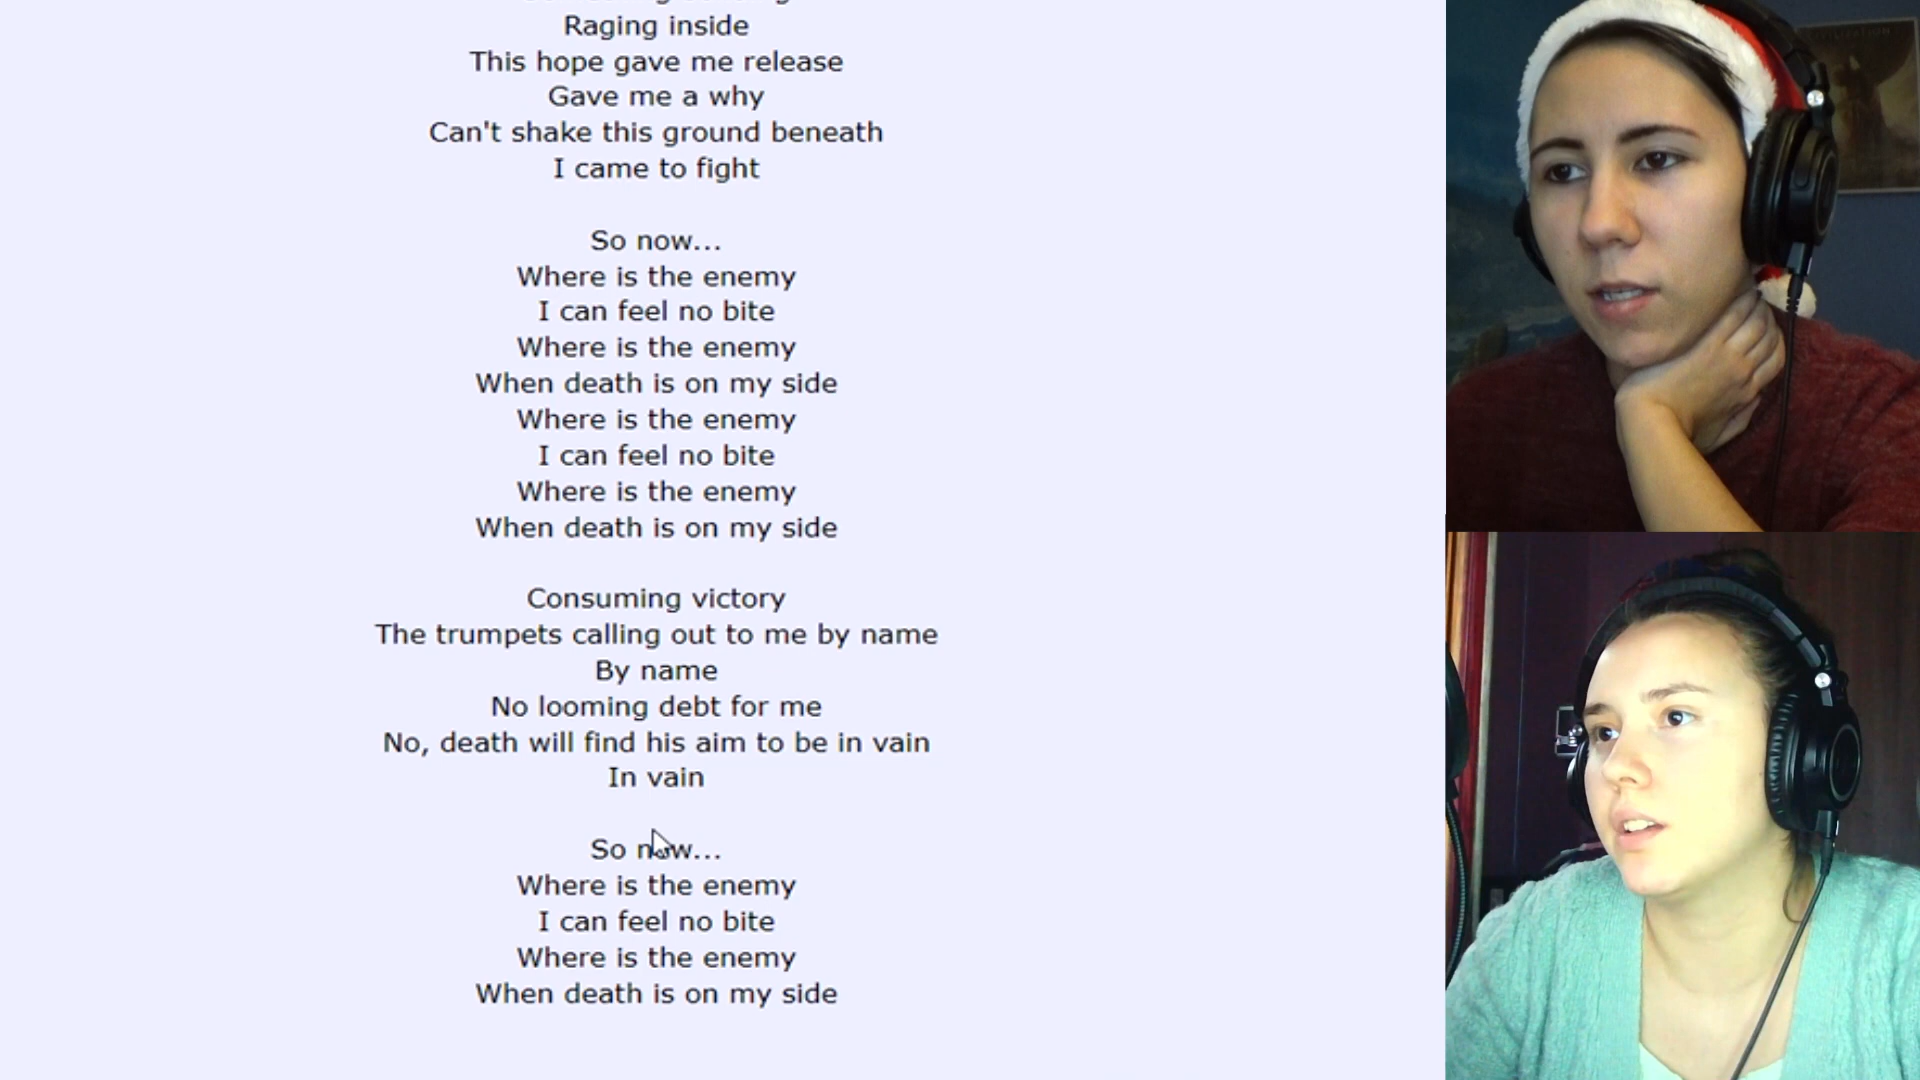 Raging inside
This hope gave me release
Gave me a why
Can't shake this ground beneath
I came to fight
So now...
Where is the enemy
I can feel no bite
Where is the enemy
When death is on my side
Where is the enemy
I can feel no bite
Where is the enemy
When death is on my side
Consuming victory
The trumpets calling out to me by name
By name
No looming debt for me
No, death will find his aim to be in vain
In vain
So now...
Where is the enemy
I can feel no bite
Where is the enemy
When death is on my side